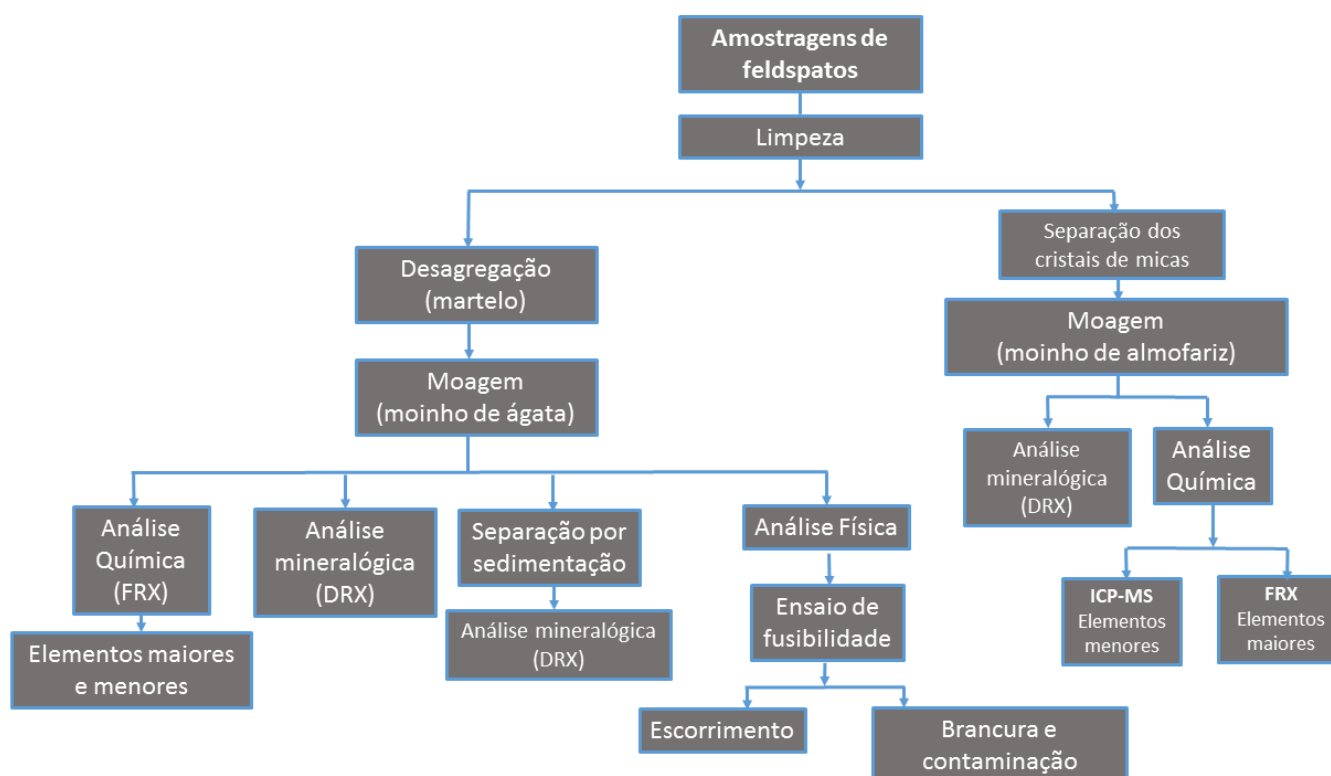 Amostragens de
feldspatos
Limpeza
Desagregação
(martelo)
Moagem
(moinho de ágata)
Análise
Química
(FRX)
Elementos maiores
e menores
Análise
mineralógica
(DRX)
Separação por
sedimentação
Análise mineralógica
(DRX)
Análise Física
Ensaio de
fusibilidade
Escorrimento
Brancura e
contaminação
Separação dos
cristais de micas
Moagem
(moinho de almofariz)
Análise
mineralógica
(DRX)
Análise
Química
ICP-MS
Elementos
menores
FRX
Elementos
maiores